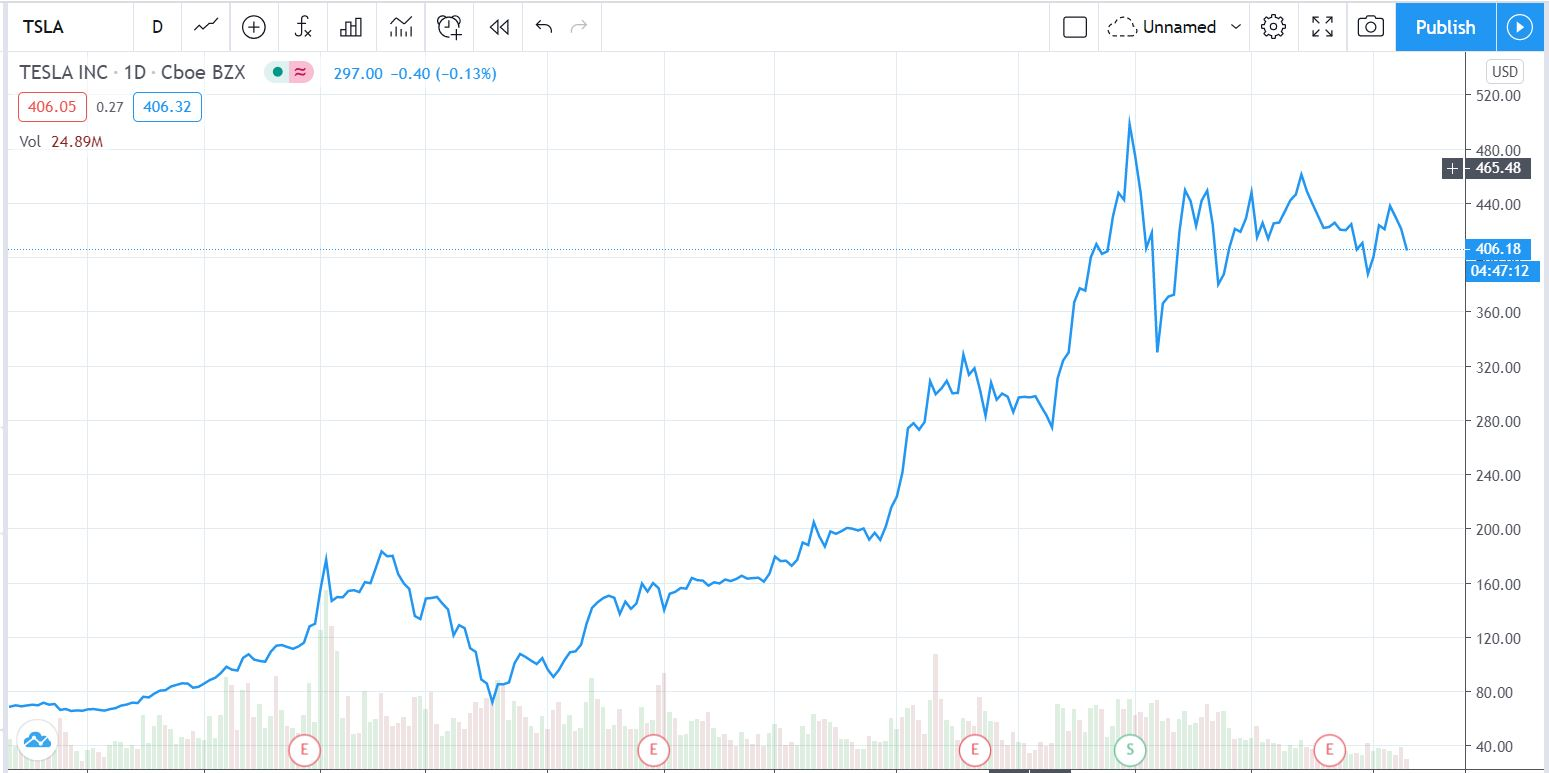 TSLA D Unnamed Publish
TESLA INC · 1D · Cboe BZX ≈ 297.00 −0.40 (−0.13%)
USD
406.05 0.27 406.32
Vol 24.89M
520.00
480.00
+ 465.48
440.00
406.18
04:47:12
360.00
320.00
280.00
240.00
200.00
160.00
120.00
80.00
40.00
E E E S E